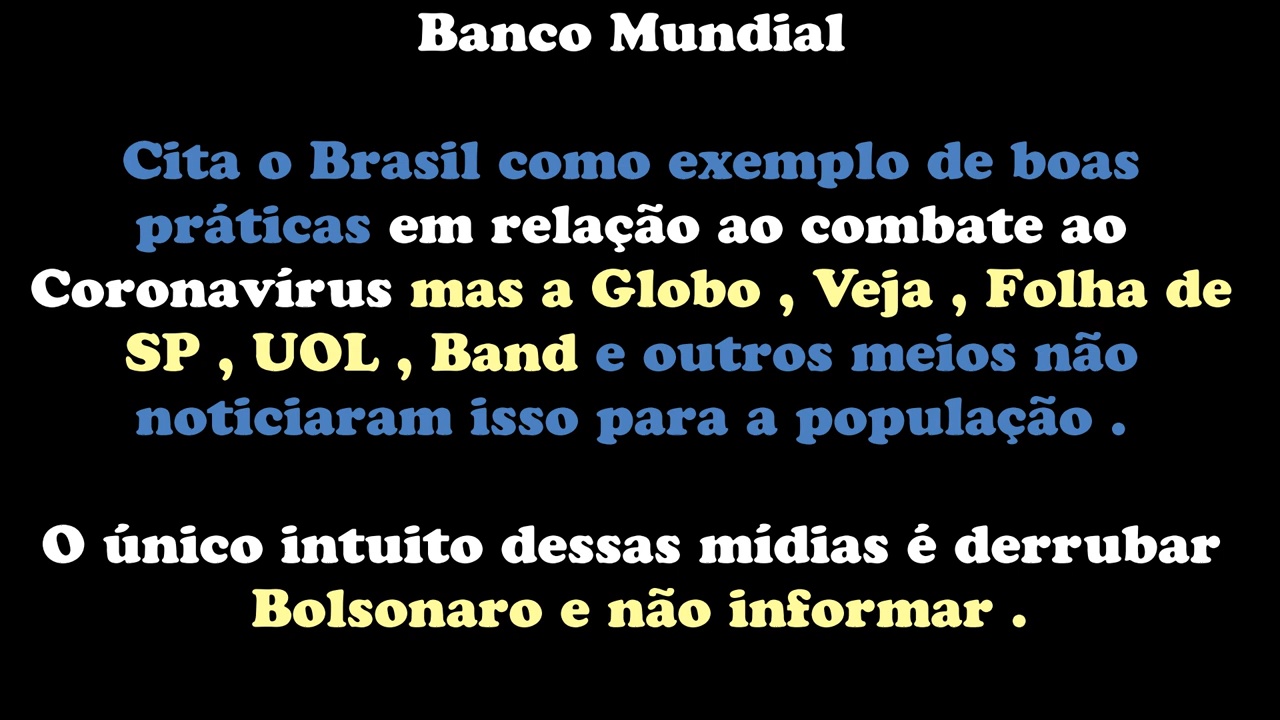 Banco Mundial
Cita o Brasil como exemplo de boas
práticas em relação ao combate ao
Coronavírus mas a Globo , Veja , Folha de
SP , UOL , Band e outros meios não
noticiaram isso para a população .
O único intuito dessas mídias é derrubar
Bolsonaro e não informar .